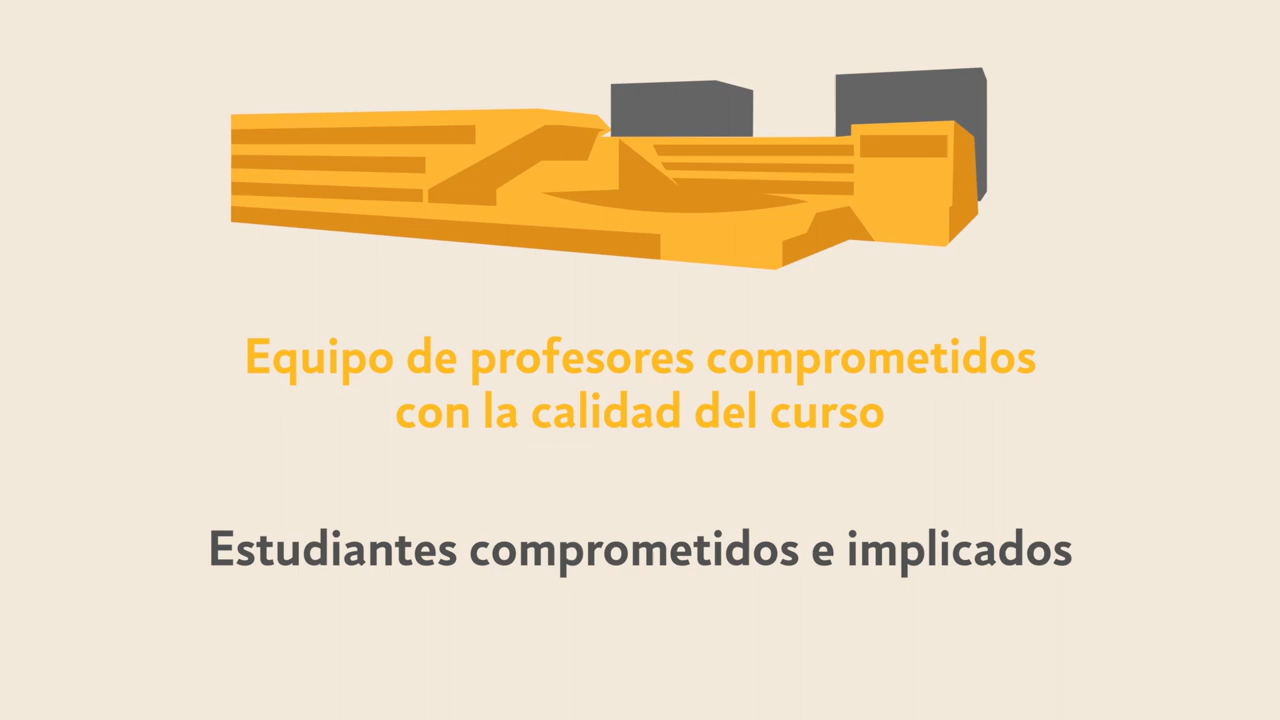 Equipo de profesores comprometidos
con la calidad del curso
Estudiantes comprometidos e implicados